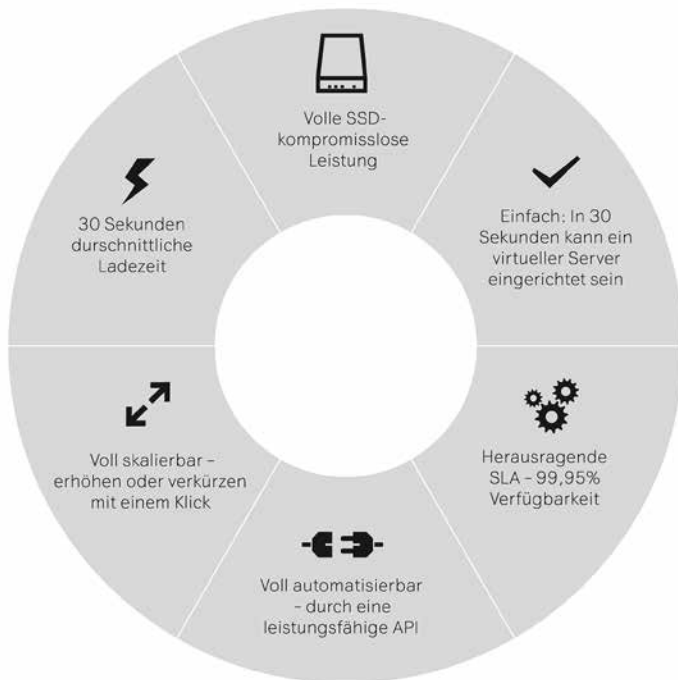 Volle SSD-
kompromisslose
Leistung
Einfach: In 30
Sekunden kann ein
virtueller Server
eingerichtet sein
Herausragende
SLA - 99,95%
Verfügbarkeit
Voll automatisierbar
- durch eine
leistungsfähige API
Voll skalierbar -
erhöhen oder verkürzen
mit einem Klick
30 Sekunden
durschnittliche
Ladezeit